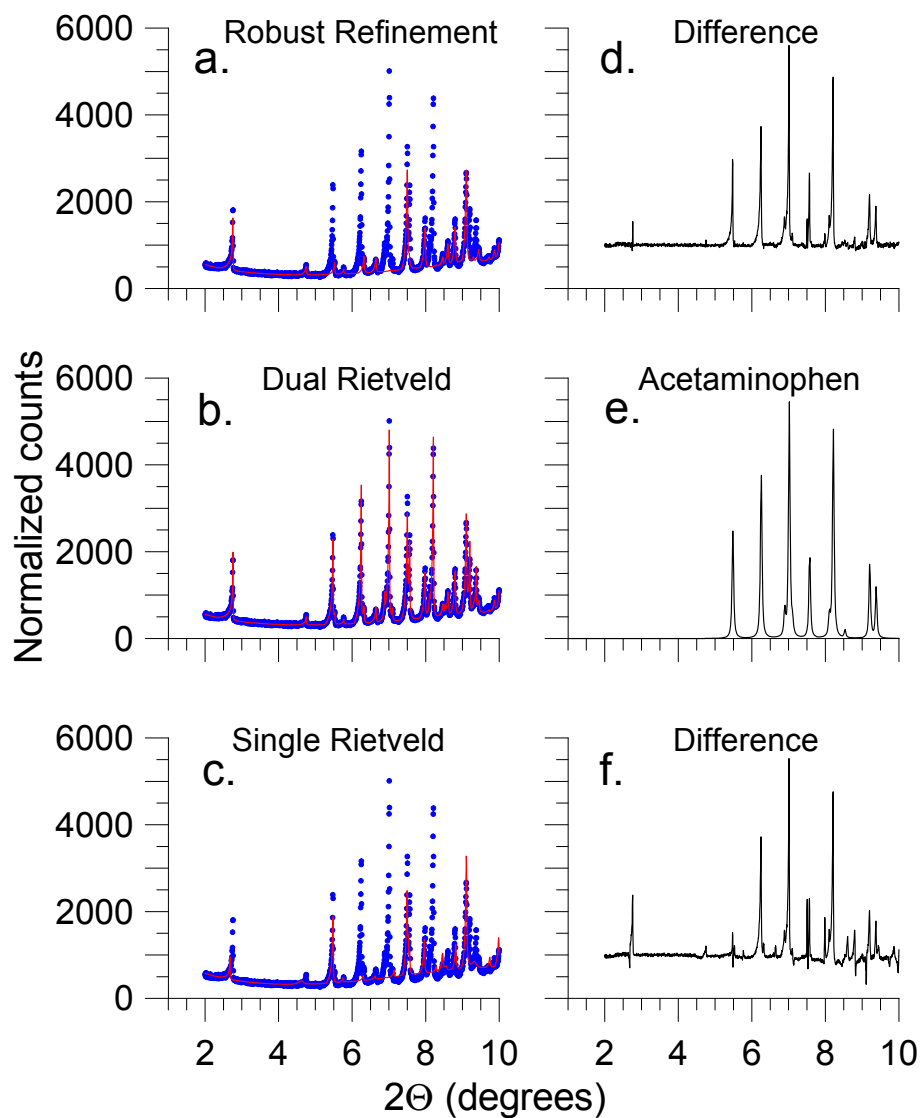 Robust Refinement
a.
6000
4000
2000
0
Difference
d.
Dual Rietveld
b.
6000
4000
2000
0
Acetaminophen
e.
Single Rietveld
c.
6000
4000
2000
0
2 4 6 8 10
Difference
f.
2 4 6 8 10
Normalized counts
2Θ (degrees)